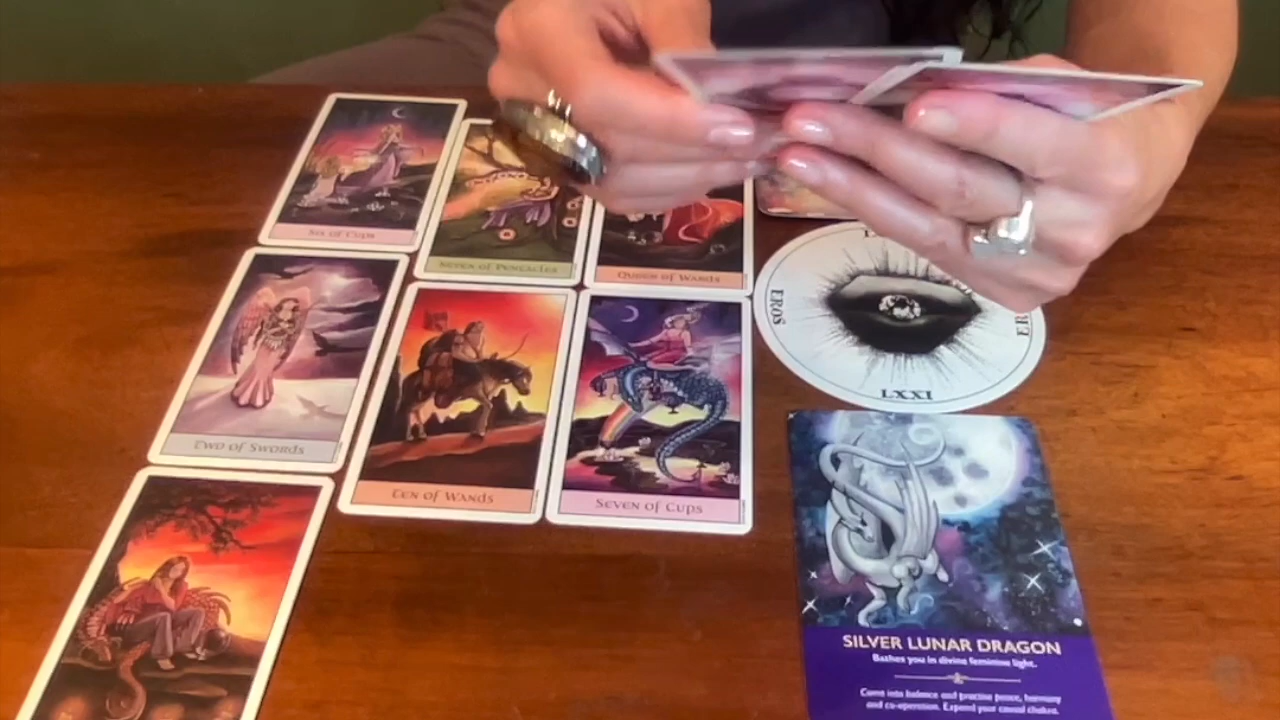 Six of Cups
Seven of Pentacles
Queen of Wands
EROS
ER
LXXI
Two of Swords
Ten of Wands
Seven of Cups
SILVER LUNAR DRAGON
Bathes you in divine feminine light.
Come into balance and practise peace, harmony
and co-operation. Expand your causal chakra.